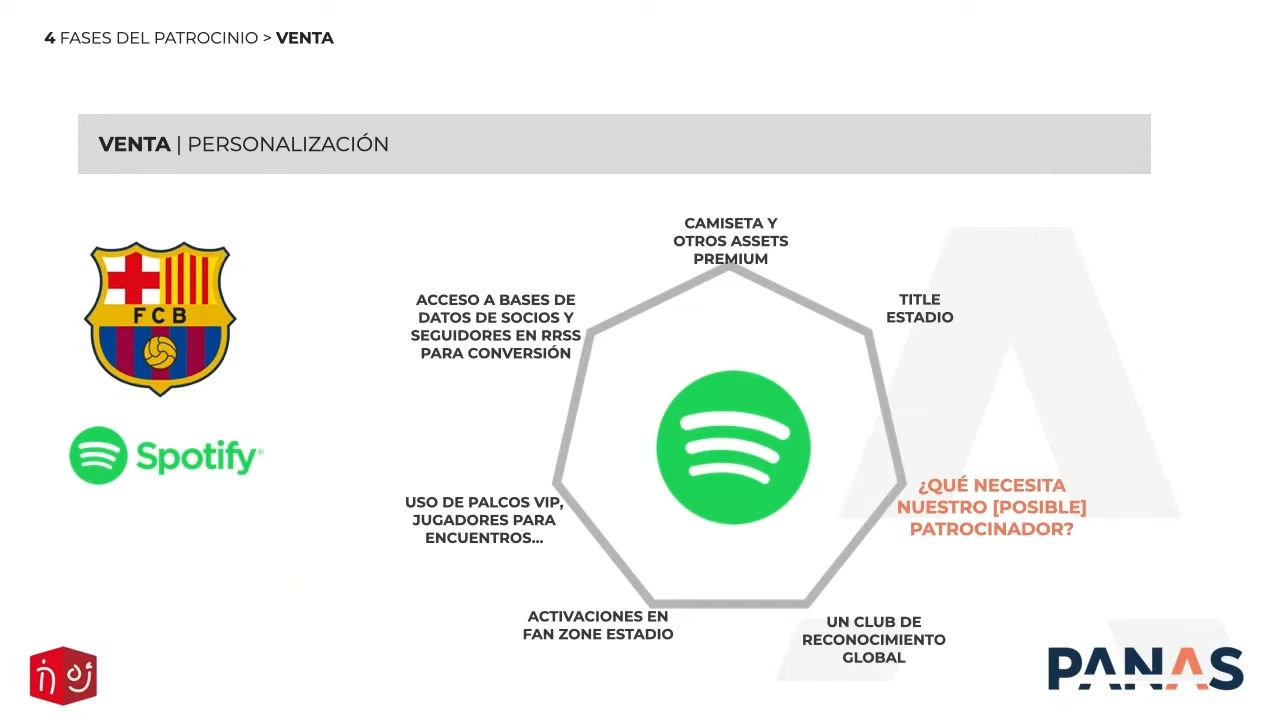 4 FASES DEL PATROCINIO > VENTA
VENTA | PERSONALIZACIÓN
FCB
Spotify®
CAMISETA Y
OTROS ASSETS
PREMIUM
TITLE
ESTADIO
¿QUÉ NECESITA
NUESTRO [POSIBLE]
PATROCINADOR?
UN CLUB DE
RECONOCIMIENTO
GLOBAL
ACTIVACIONES EN
FAN ZONE ESTADIO
USO DE PALCOS VIP,
JUGADORES PARA
ENCUENTROS...
ACCESO A BASES DE
DATOS DE SOCIOS Y
SEGUIDORES EN RRSS
PARA CONVERSIÓN
PANAS